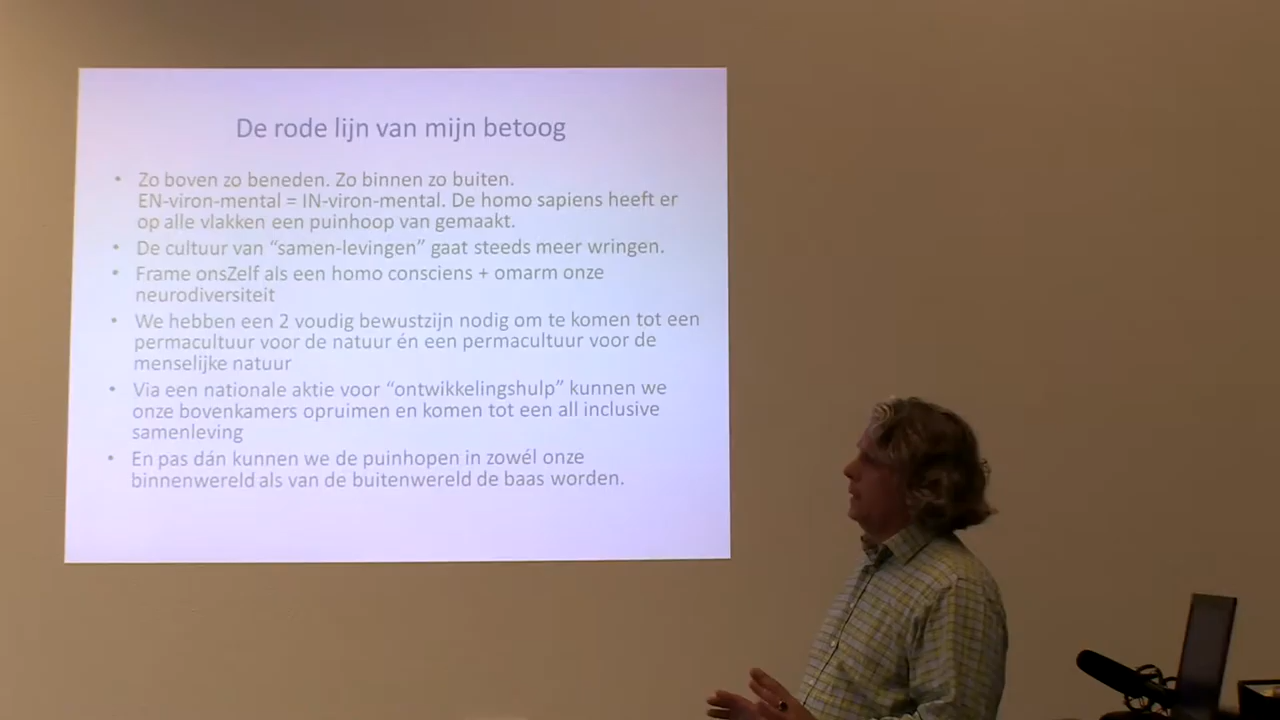 De rode lijn van mijn betoog
• Zo boven zo beneden. Zo binnen zo buiten.
EN-viron-mental = IN-viron-mental. De homo sapiens heeft er
op alle vlakken een puinhoop van gemaakt.
• De cultuur van “samen-levingen” gaat steeds meer wringen.
• Frame onsZelf als een homo consciens + omarm onze
neurodiversiteit
• We hebben een 2 voudig bewustzijn nodig om te komen tot een
permacultuur voor de natuur én een permacultuur voor de
menselijke natuur
• Via een nationale aktie voor “ontwikkelingshulp” kunnen we
onze bovenkamers opruimen en komen tot een all inclusive
samenleving
• En pas dán kunnen we de puinhopen in zowél onze
binnenwereld als van de buitenwereld de baas worden.